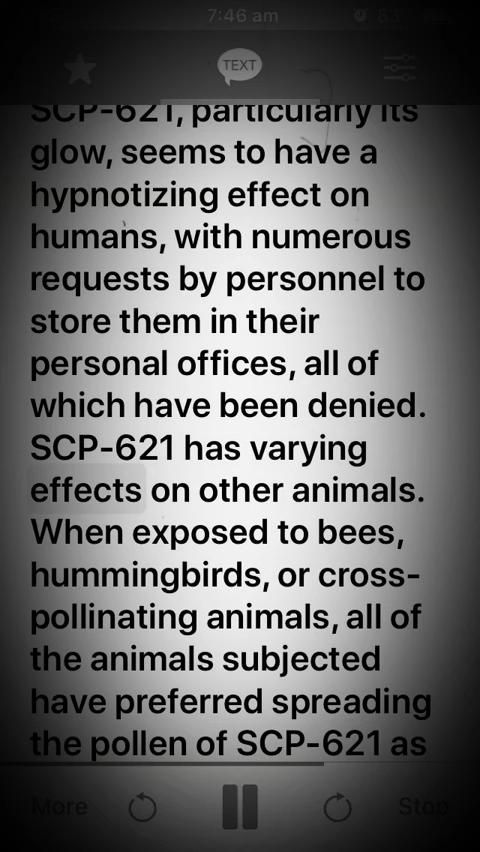 7:46 am
TEXT
SCP-621, particularly its
glow, seems to have a
hypnotizing effect on
humans, with numerous
requests by personnel to
store them in their
personal offices, all of
which have been denied.
SCP-621 has varying
effects on other animals.
When exposed to bees,
hummingbirds, or cross-
pollinating animals, all of
the animals subjected
have preferred spreading
the pollen of SCP-621 as
More
Stop